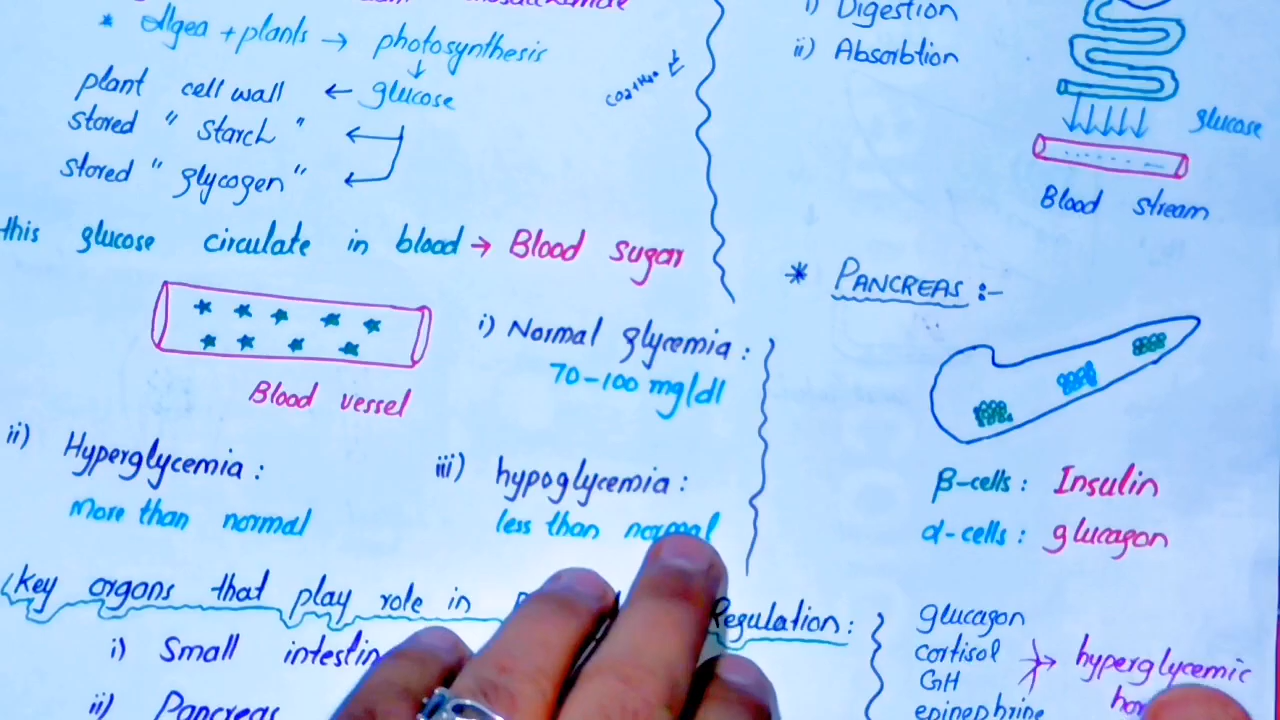 * Algea + plants → photosynthesis
↓
plant cell wall ← glucose
CO2+H2O
stored " starch " ←
stored " glycogen " ←
this glucose circulate in blood → Blood sugar
Blood vessel
i) Normal glycemia :
70-100 mg/dl
ii) Hyperglycemia :
More than normal
iii) hypoglycemia :
less than normal
Key organs that play role in
Regulation :
i) Small intestin
ii) Pancreas
i) Digestion
ii) Absorbtion
glucose
Blood stream
* PANCREAS :-
β-cells : Insulin
α-cells : glucagon
glucagon
cortisol
GH
epinephrine
hyperglycemic